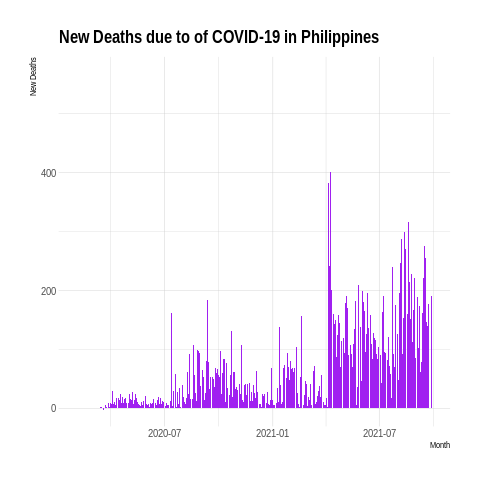 New Deaths due to of COVID-19 in Philippines
New Deaths
400
200
0
2020-07
2021-01
2021-07
Month